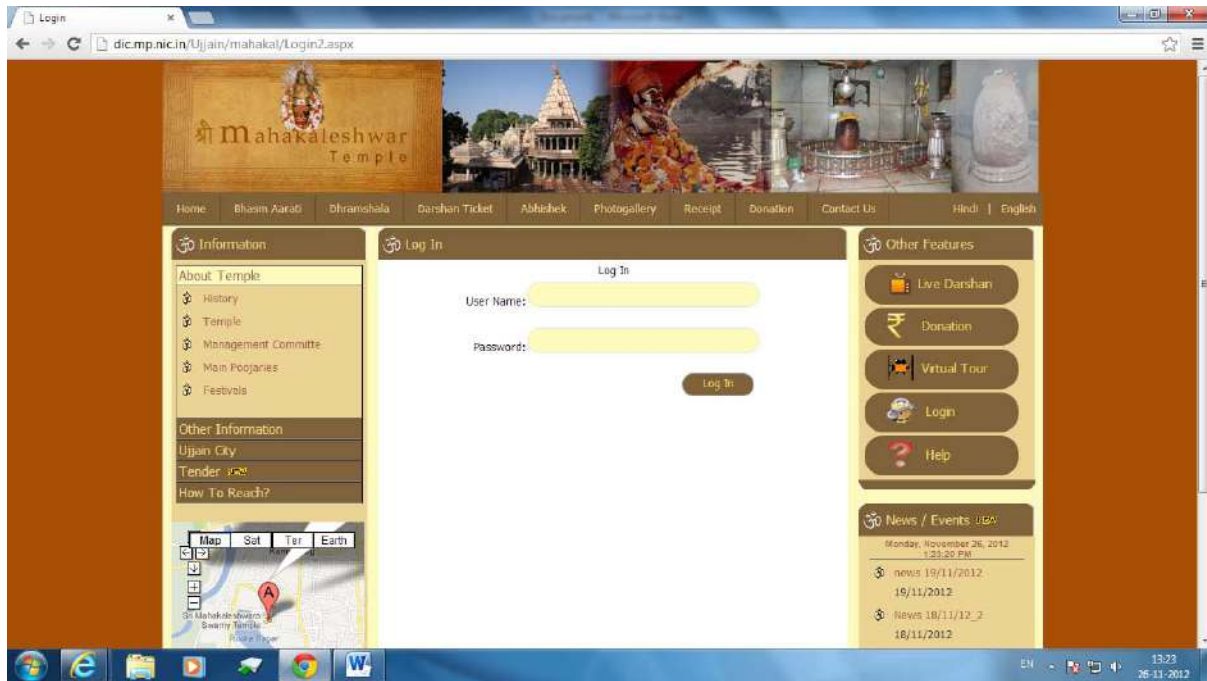 Login
dic.mp.nic.in/Ujjain/mahakal/Login2.aspx
श्री Mahakaleshwar
Temple
Home Bhasm Aarati Dhramshala Darshan Ticket Abhishek Photogallery Receipt Donation Contact Us Hindi | English
Information
About Temple
History
Temple
Management Committe
Main Poojaries
Festivals
Other Information
Ujjain City
Tender
How To Reach?
Map Sat Ter Earth
A
Sri Mahakaleshwara
Swamy Temple
Log In
Log In
User Name:
Password:
Log In
Other Features
Live Darshan
₹ Donation
Virtual Tour
Login
? Help
News / Events
Monday, November 26, 2012
1:23:20 PM
news 19/11/2012
19/11/2012
News 18/11/12_2
18/11/2012
EN
13:23
26-11-2012